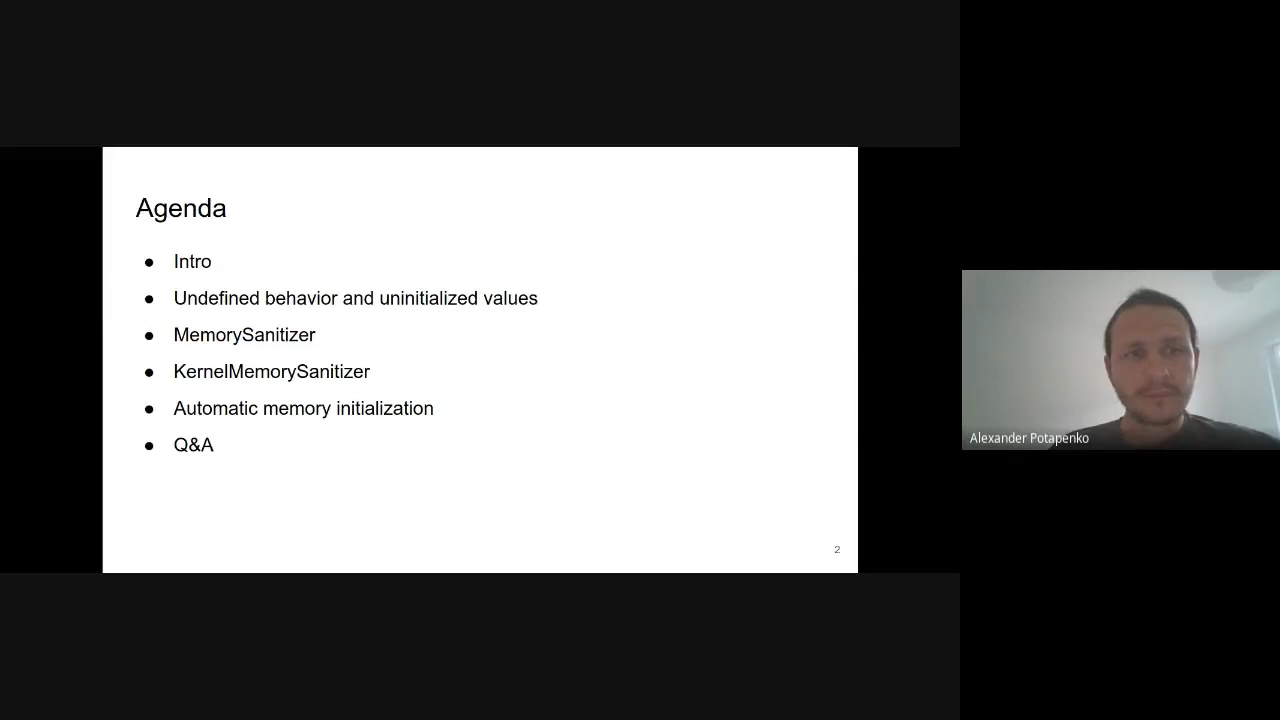 Agenda
● Intro
● Undefined behavior and uninitialized values
● MemorySanitizer
● KernelMemorySanitizer
● Automatic memory initialization
● Q&A
2
Alexander Potapenko